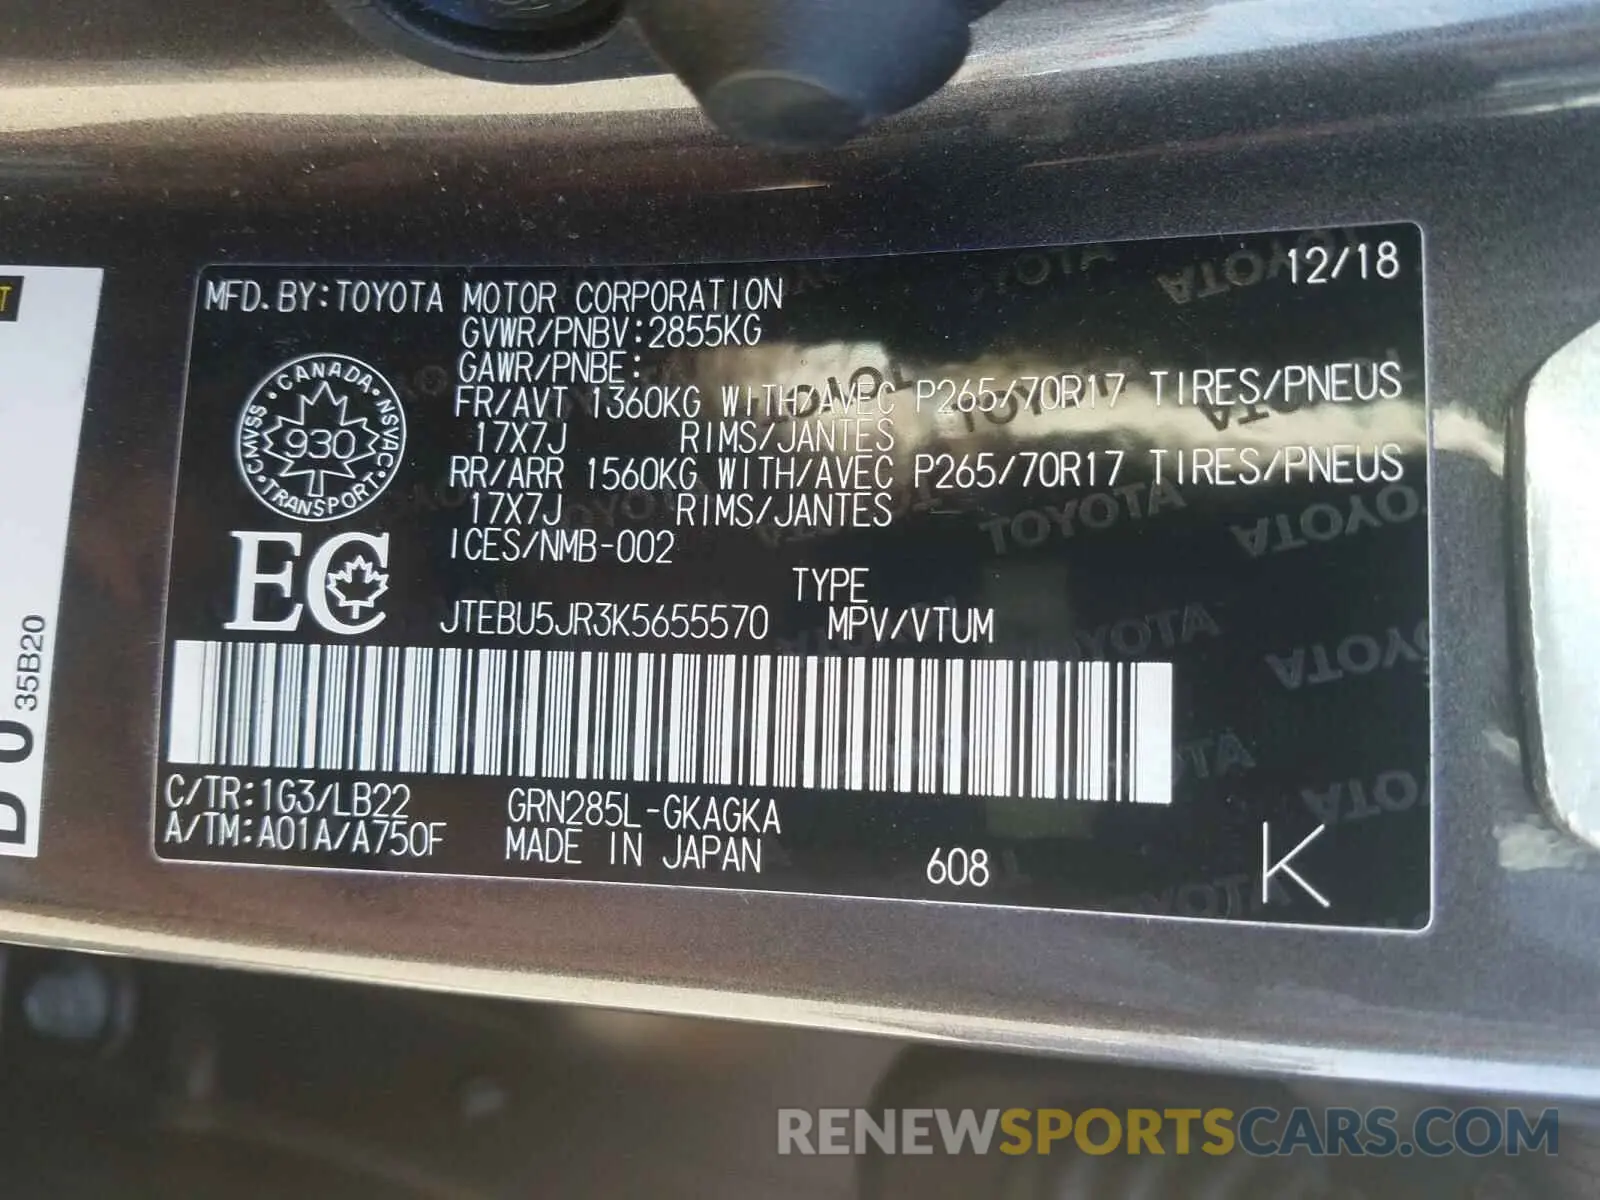 12/18
MFD. BY:TOYOTA MOTOR CORPORATION
GVWR/PNBV:2855KG
GAWR/PNBE:
FR/AVT 1360KG WITH/AVEC P265/70R17 TIRES/PNEUS
17X7J RIMS/JANTES
RR/ARR 1560KG WITH/AVEC P265/70R17 TIRES/PNEUS
17X7J RIMS/JANTES
ICES/NMB-002
CANADA
CMVSS 930 NSVAC
TRANSPORT
EC
TYPE
JTEBU5JR3K5655570 MPV/VTUM
C/TR:1G3/LB22 GRN285L-GKAGKA
A/TM:A01A/A750F MADE IN JAPAN
608 K
35B20
TOYOTA
RENEWSPORTSCARS.COM